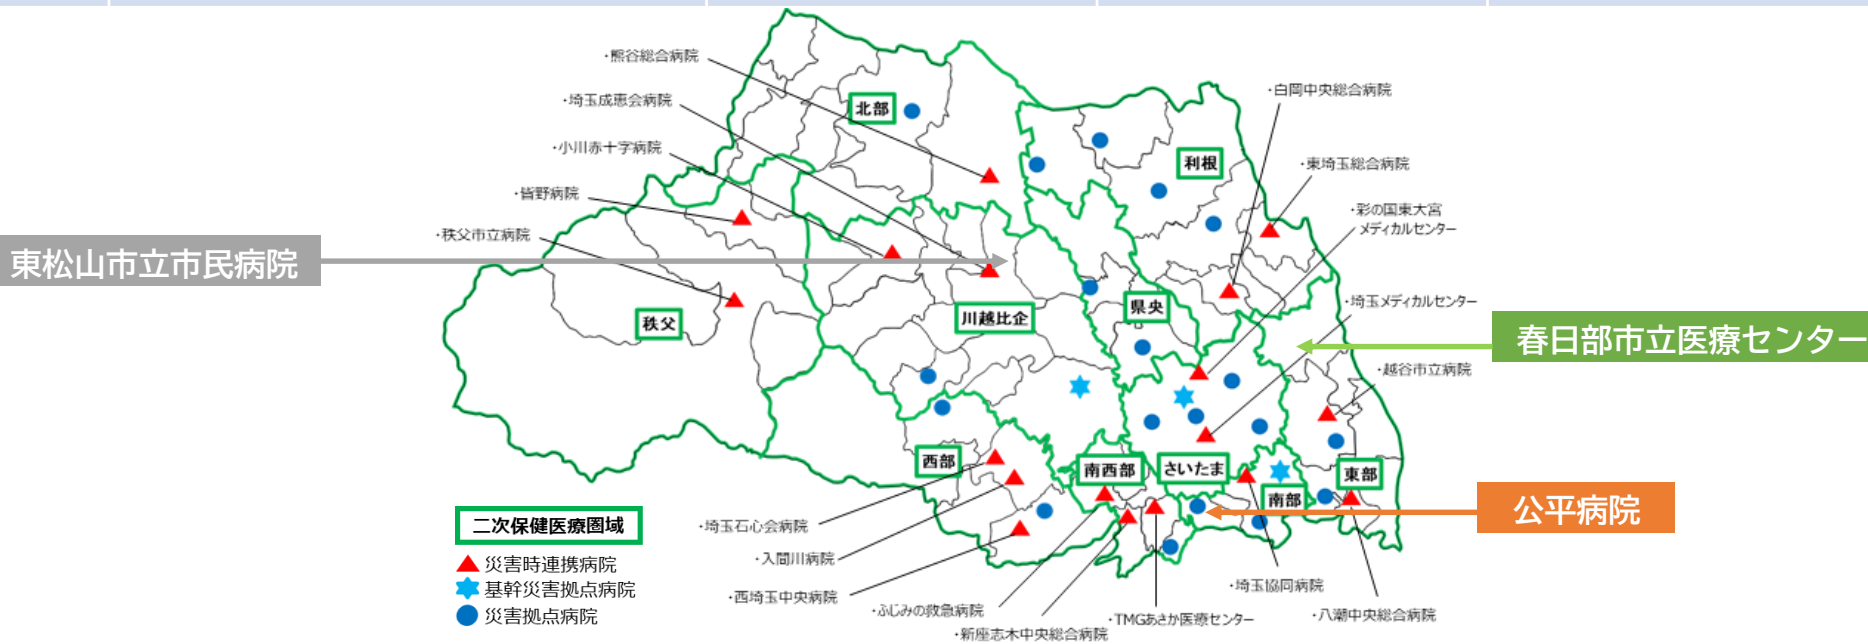 ・熊谷総合病院
・埼玉成恵会病院
・小川赤十字病院
・皆野病院
・秩父市立病院
東松山市立市民病院
北部
利根
・白岡中央総合病院
・東埼玉総合病院
・彩の国東大宮
メディカルセンター
・埼玉メディカルセンター
春日部市立医療センター
・越谷市立病院
秩父
川越比企
県央
西部
南西部
さいたま
南部
東部
公平病院
二次保健医療圏域
災害時連携病院
基幹災害拠点病院
災害拠点病院
・埼玉石心会病院
・入間川病院
・西埼玉中央病院
・ふじみの救急病院
・新座志木中央総合病院
・TMGあさか医療センター
・埼玉協同病院
・八潮中央総合病院